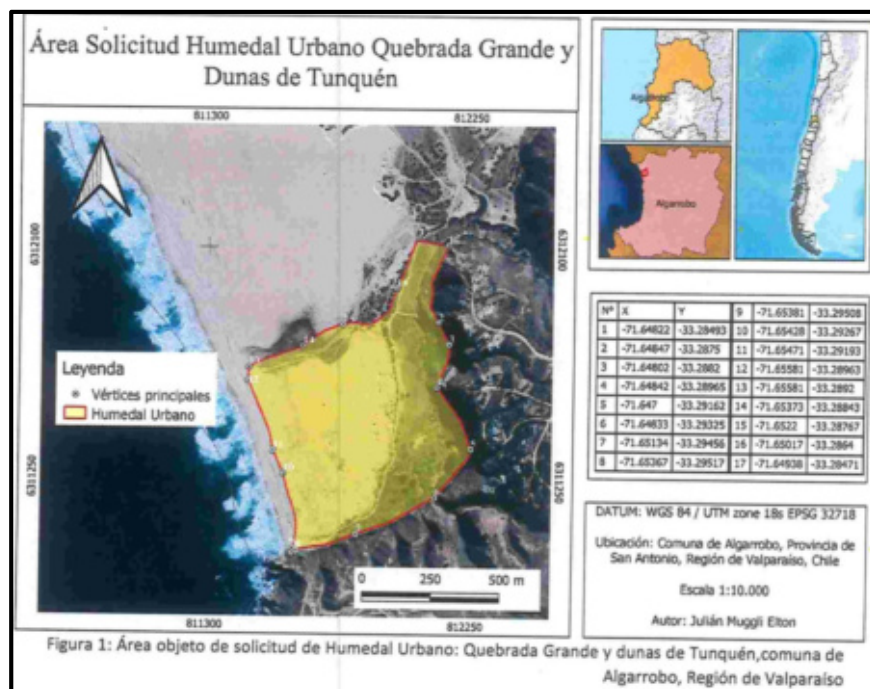 Área Solicitud Humedal Urbano Quebrada Grande y
Dunas de Tunquén
811300
812250
6312100
6312100
6311250
6311250
Leyenda
Vértices principales
Humedal Urbano
0 250 500 m
811300
812250
Algarrobo
Algarrobo
N° X Y 9 -71.65381 -33.29508
1 -71.64822 -33.28493 10 -71.65428 -33.29267
2 -71.64847 -33.2875 11 -71.65471 -33.29193
3 -71.64802 -33.2882 12 -71.65581 -33.28963
4 -71.64842 -33.28965 13 -71.65581 -33.2892
5 -71.647 -33.29162 14 -71.65373 -33.28843
6 -71.64833 -33.29325 15 -71.6522 -33.28767
7 -71.65134 -33.29456 16 -71.65017 -33.2864
8 -71.65367 -33.29517 17 -71.64938 -33.28471
DATUM: WGS 84 / UTM zone 18s EPSG 32718
Ubicación: Comuna de Algarrobo, Provincia de
San Antonio, Región de Valparaíso, Chile
Escala 1:10.000
Autor: Julián Muggli Elton
Figura 1: Área objeto de solicitud de Humedal Urbano: Quebrada Grande y dunas de Tunquén,comuna de
Algarrobo, Región de Valparaíso